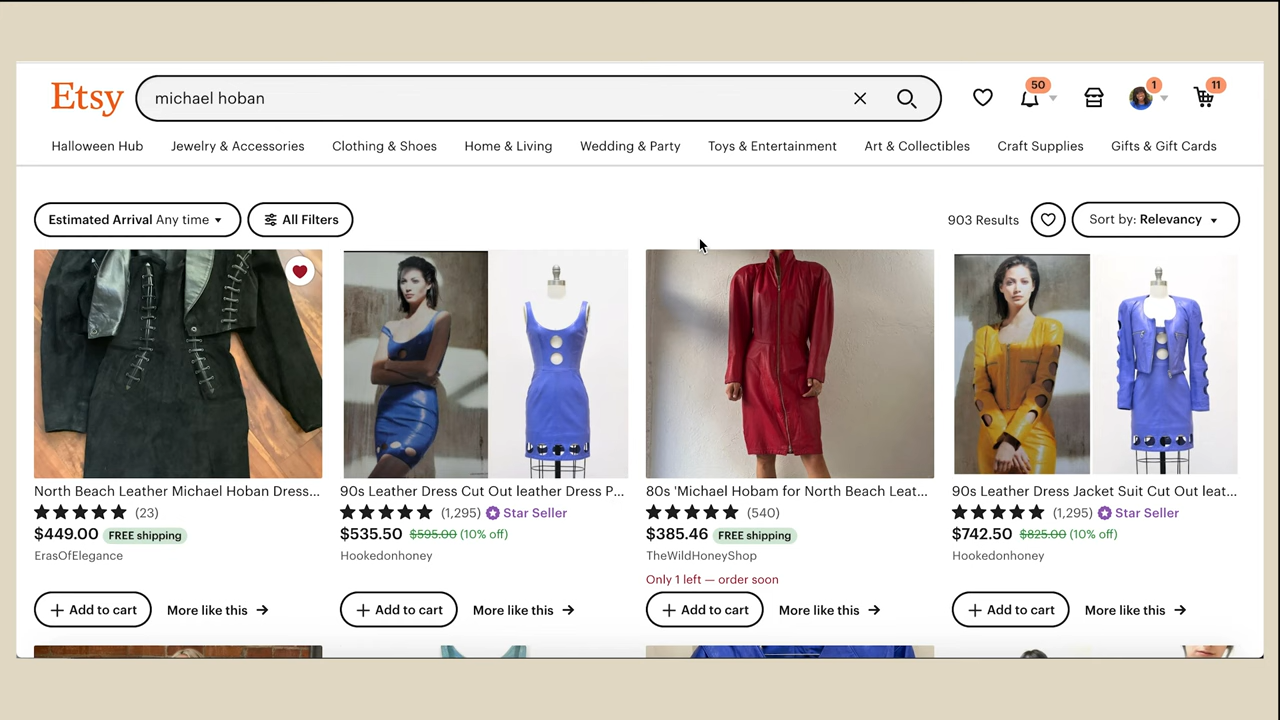 Etsy
michael hoban
50
1
11
Halloween Hub
Jewelry & Accessories
Clothing & Shoes
Home & Living
Wedding & Party
Toys & Entertainment
Art & Collectibles
Craft Supplies
Gifts & Gift Cards
Estimated Arrival Any time
All Filters
903 Results
Sort by: Relevancy
North Beach Leather Michael Hoban Dress...
(23)
$449.00 FREE shipping
ErasOfElegance
Add to cart
More like this
90s Leather Dress Cut Out leather Dress P...
(1,295) Star Seller
$535.50 $595.00 (10% off)
Hookedonhoney
Add to cart
More like this
80s 'Michael Hobam for North Beach Leat...
(540)
$385.46 FREE shipping
TheWildHoneyShop
Only 1 left — order soon
Add to cart
More like this
90s Leather Dress Jacket Suit Cut Out leat...
(1,295) Star Seller
$742.50 $825.00 (10% off)
Hookedonhoney
Add to cart
More like this